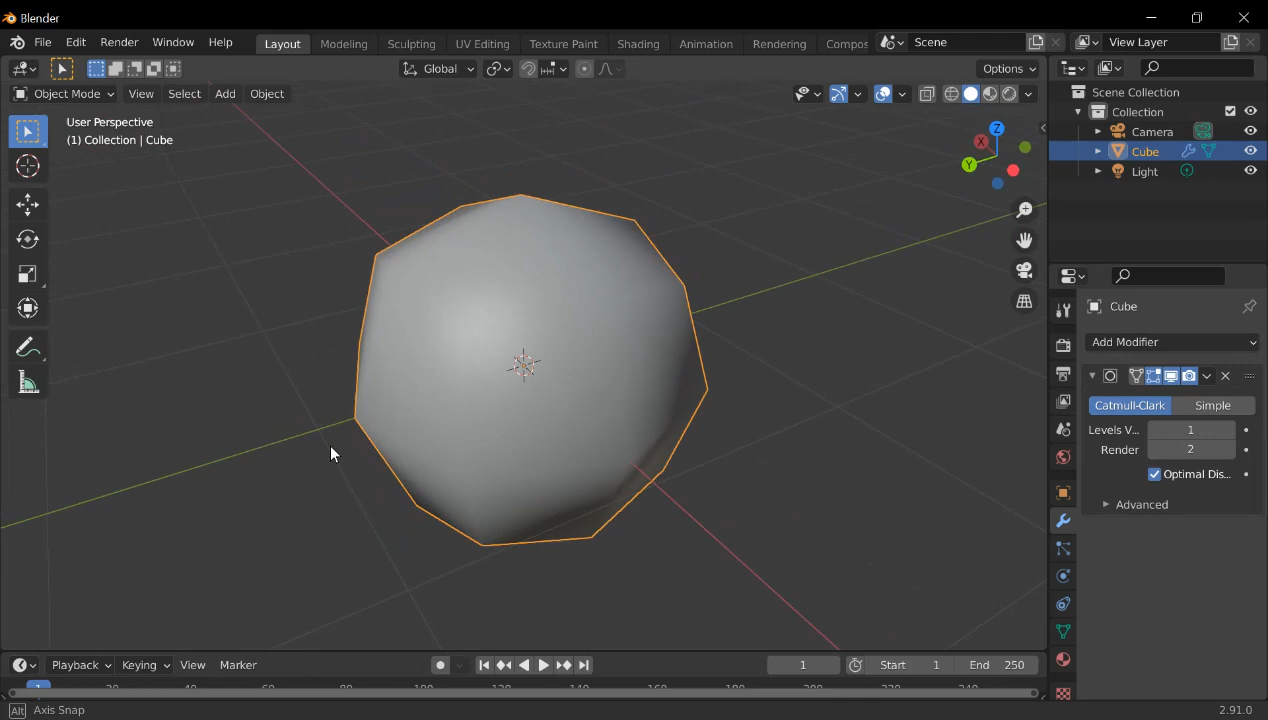 Blender
File Edit Render Window Help Layout Modeling Sculpting UV Editing Texture Paint Shading Animation Rendering Compos Scene View Layer
Global Options
Object Mode View Select Add Object
User Perspective
(1) Collection | Cube
Z
X
Y
Scene Collection
Collection
Camera
Cube
Light
Cube
Add Modifier
Catmull-Clark Simple
Levels V... 1
Render 2
Optimal Dis...
Advanced
Playback Keying View Marker 1 Start 1 End 250
1
Alt Axis Snap 2.91.0